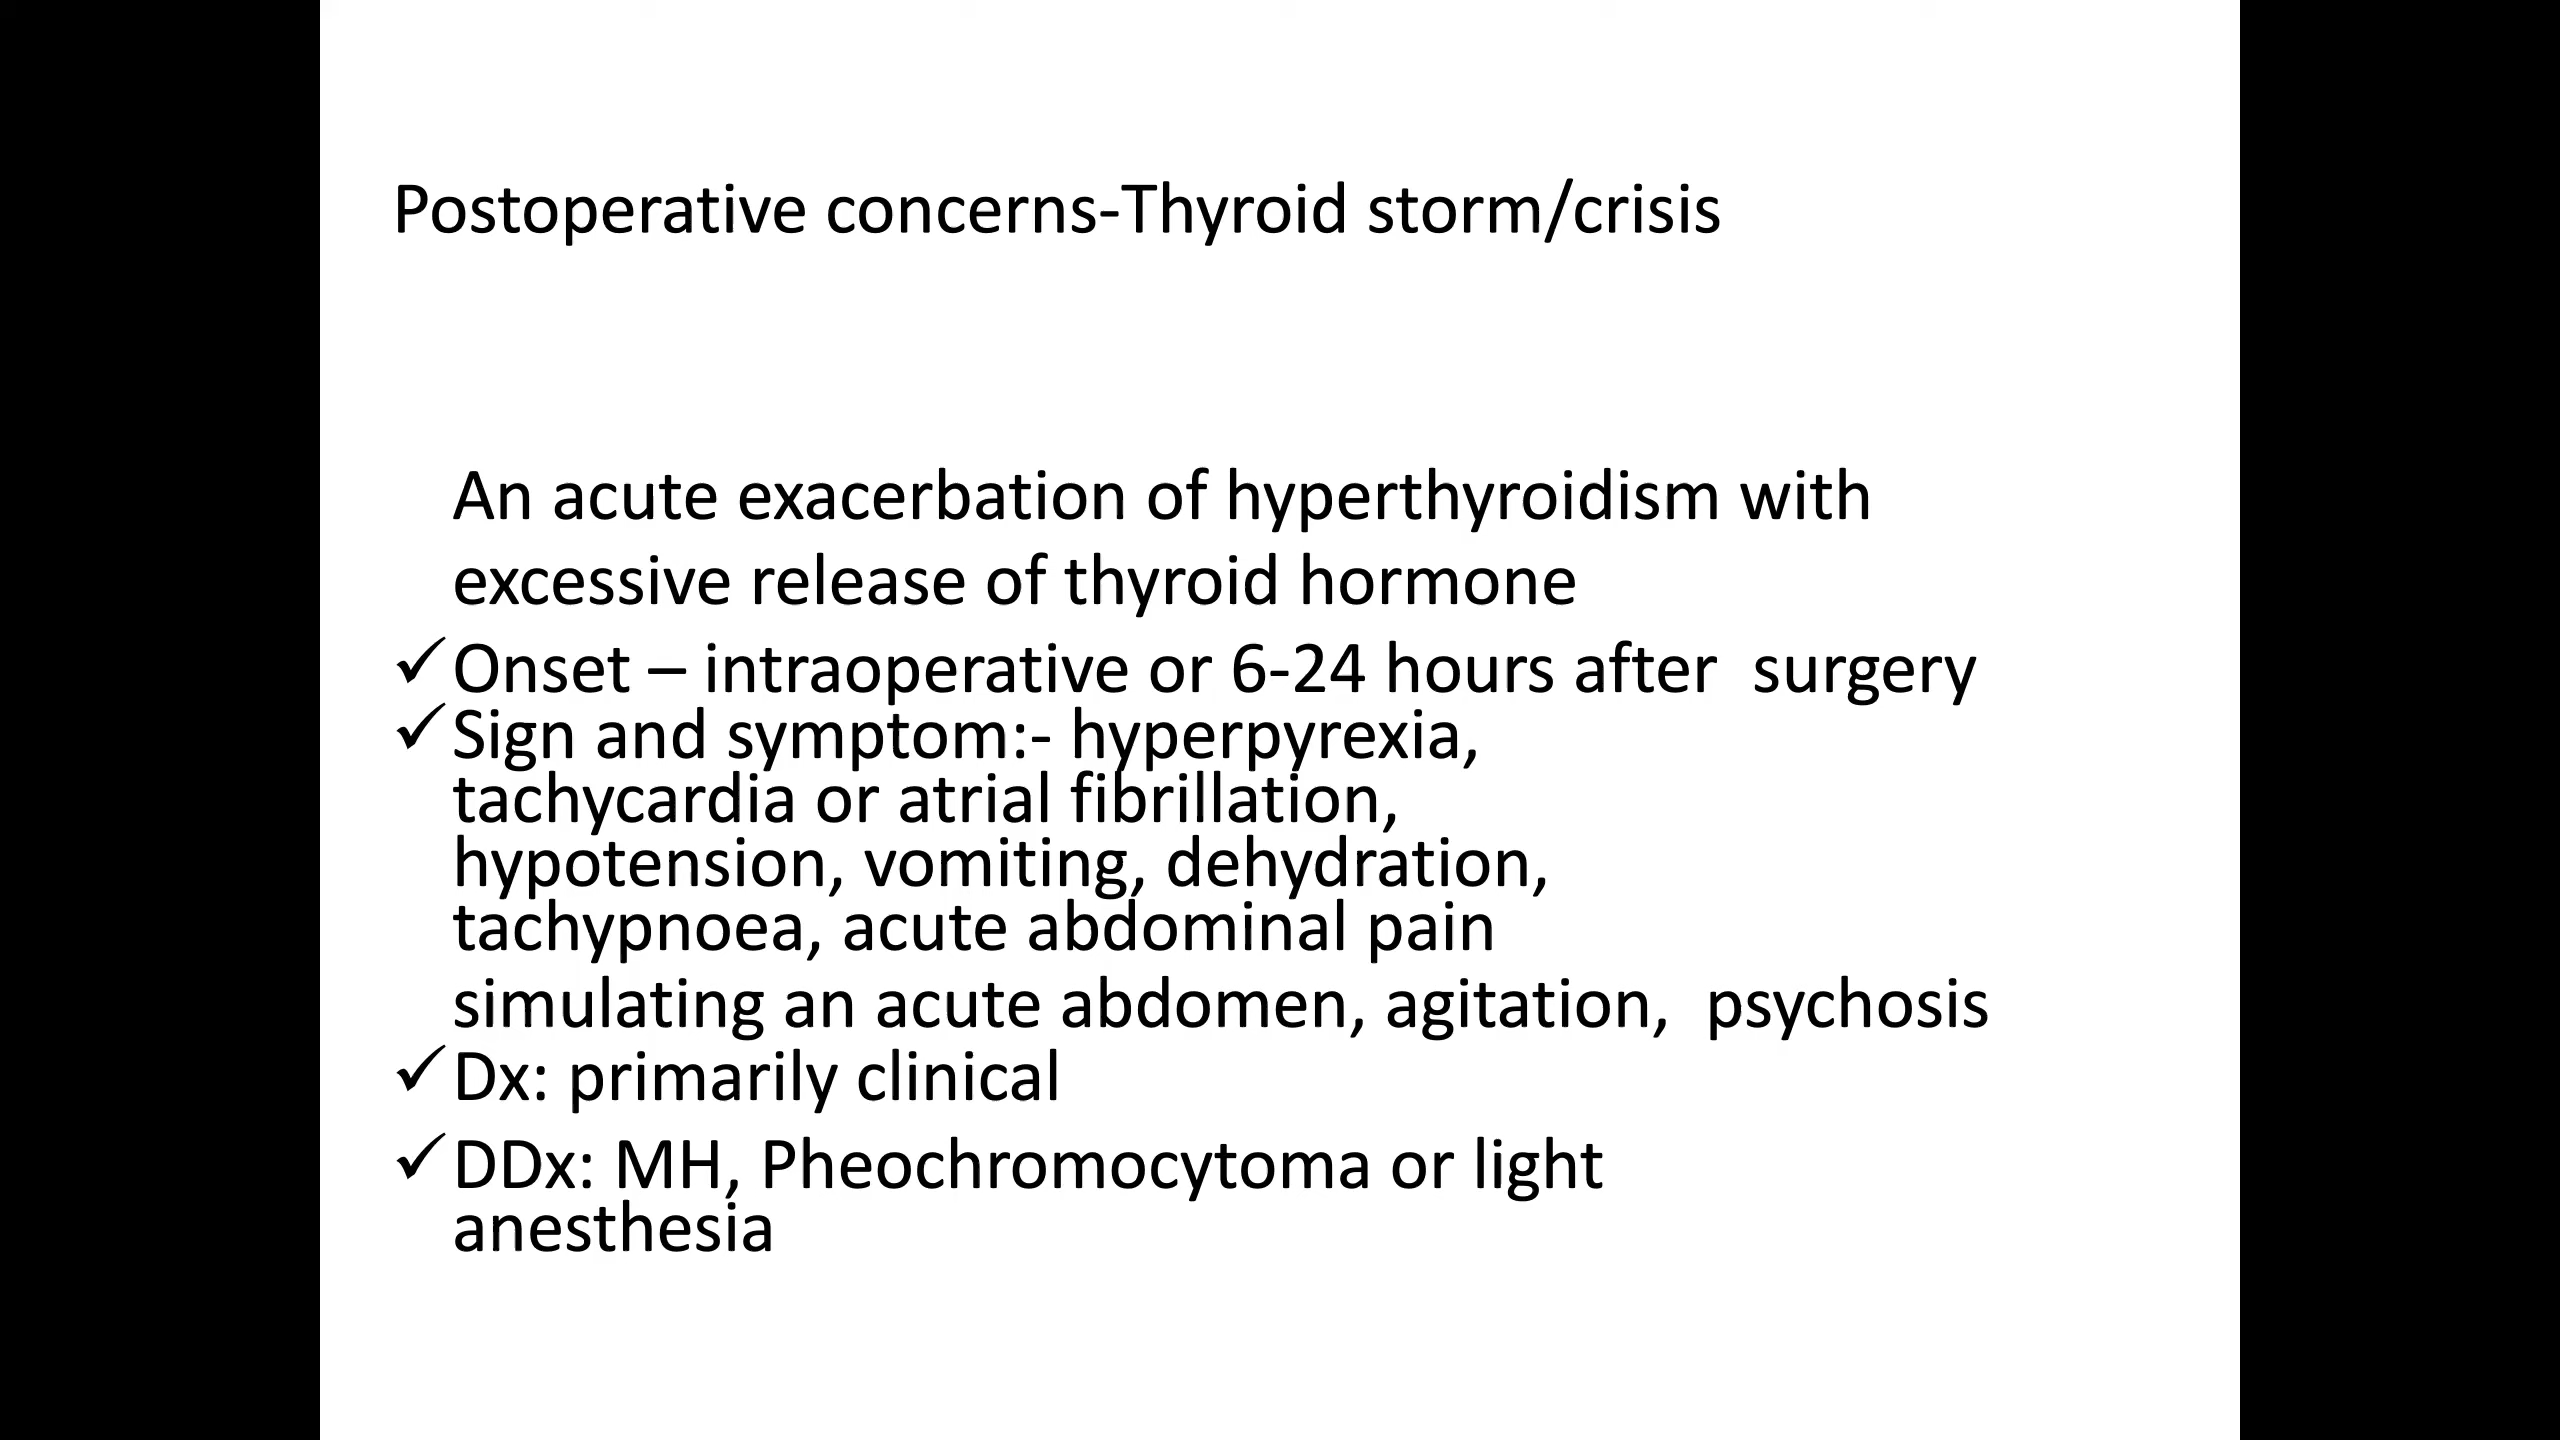 Postoperative concerns-Thyroid storm/crisis
An acute exacerbation of hyperthyroidism with
excessive release of thyroid hormone
✓Onset – intraoperative or 6-24 hours after  surgery
✓Sign and symptom:- hyperpyrexia,
tachycardia or atrial fibrillation,
hypotension, vomiting, dehydration,
tachypnoea, acute abdominal pain
simulating an acute abdomen, agitation,  psychosis
✓Dx: primarily clinical
✓DDx: MH, Pheochromocytoma or light
anesthesia